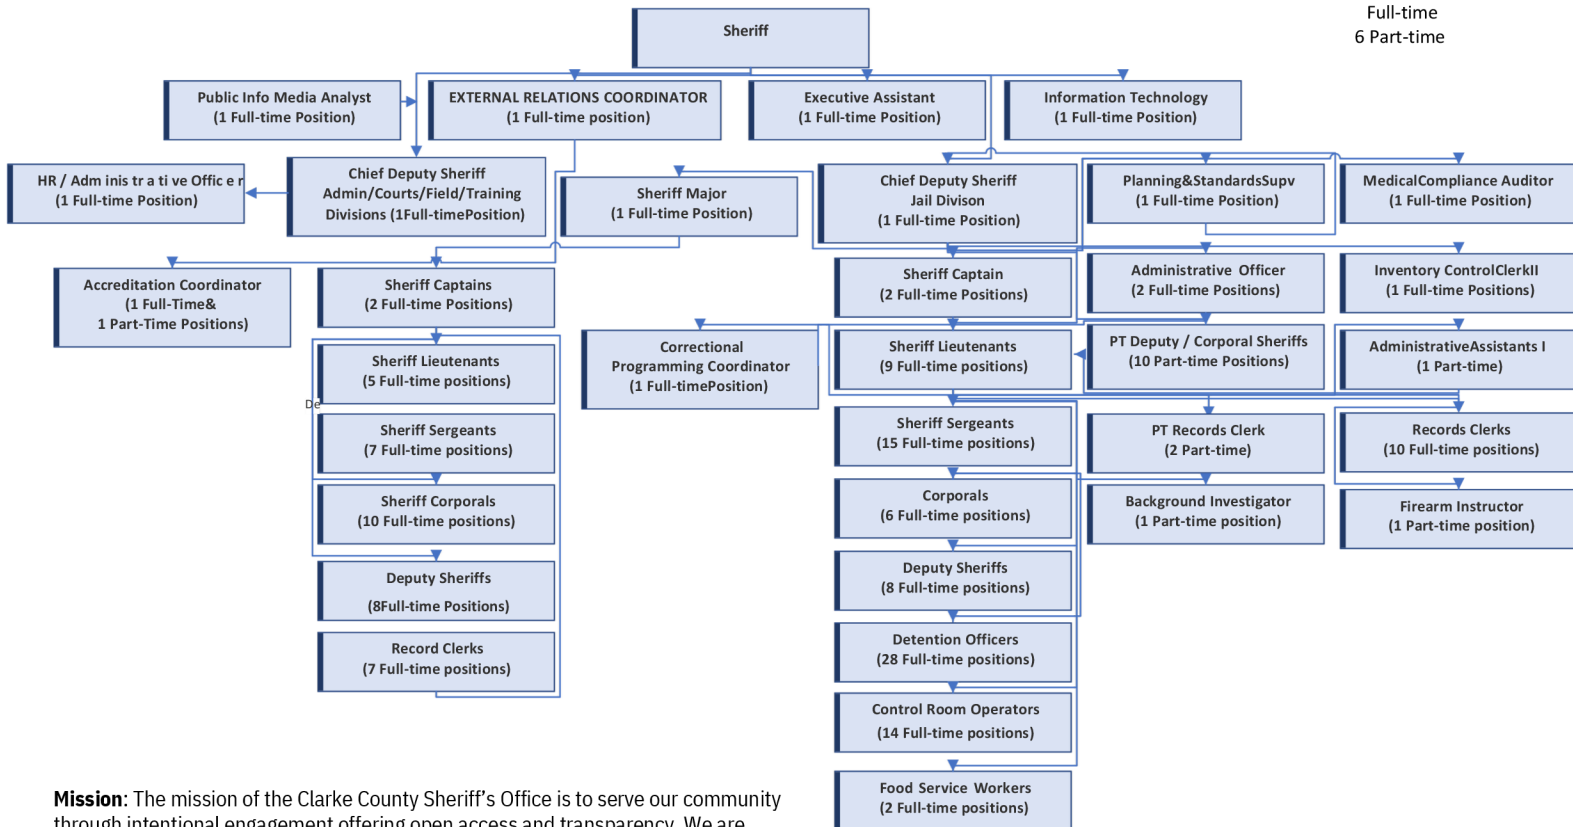 Full-time
6 Part-time
Sheriff
Public Info Media Analyst
(1 Full-time Position)
EXTERNAL RELATIONS COORDINATOR
(1 Full-time position)
Executive Assistant
(1 Full-time Position)
Information Technology
(1 Full-time Position)
HR / Adm inis tr a ti ve Offic e r
(1 Full-time Position)
Chief Deputy Sheriff
Admin/Courts/Field/Training
Divisions (1Full-timePosition)
Sheriff Major
(1 Full-time Position)
Chief Deputy Sheriff
Jail Divison
(1 Full-time Position)
Planning&StandardsSupv
(1 Full-time Position)
MedicalCompliance Auditor
(1 Full-time Position)
Accreditation Coordinator
(1 Full-Time&
1 Part-Time Positions)
Sheriff Captains
(2 Full-time Positions)
Sheriff Captain
(2 Full-time Positions)
Administrative Officer
(2 Full-time Positions)
Inventory ControlClerkII
(1 Full-time Positions)
Sheriff Lieutenants
(5 Full-time positions)
De
Correctional
Programming Coordinator
(1 Full-timePosition)
Sheriff Lieutenants
(9 Full-time positions)
PT Deputy / Corporal Sheriffs
(10 Part-time Positions)
AdministrativeAssistants I
(1 Part-time)
Sheriff Sergeants
(7 Full-time positions)
Sheriff Sergeants
(15 Full-time positions)
PT Records Clerk
(2 Part-time)
Records Clerks
(10 Full-time positions)
Sheriff Corporals
(10 Full-time positions)
Corporals
(6 Full-time positions)
Background Investigator
(1 Part-time position)
Firearm Instructor
(1 Part-time position)
Deputy Sheriffs
(8Full-time Positions)
Deputy Sheriffs
(8 Full-time positions)
Record Clerks
(7 Full-time positions)
Detention Officers
(28 Full-time positions)
Control Room Operators
(14 Full-time positions)
Food Service Workers
(2 Full-time positions)
Mission: The mission of the Clarke County Sheriff's Office is to serve our community
through intentional engagement offering open access and transparency. We are